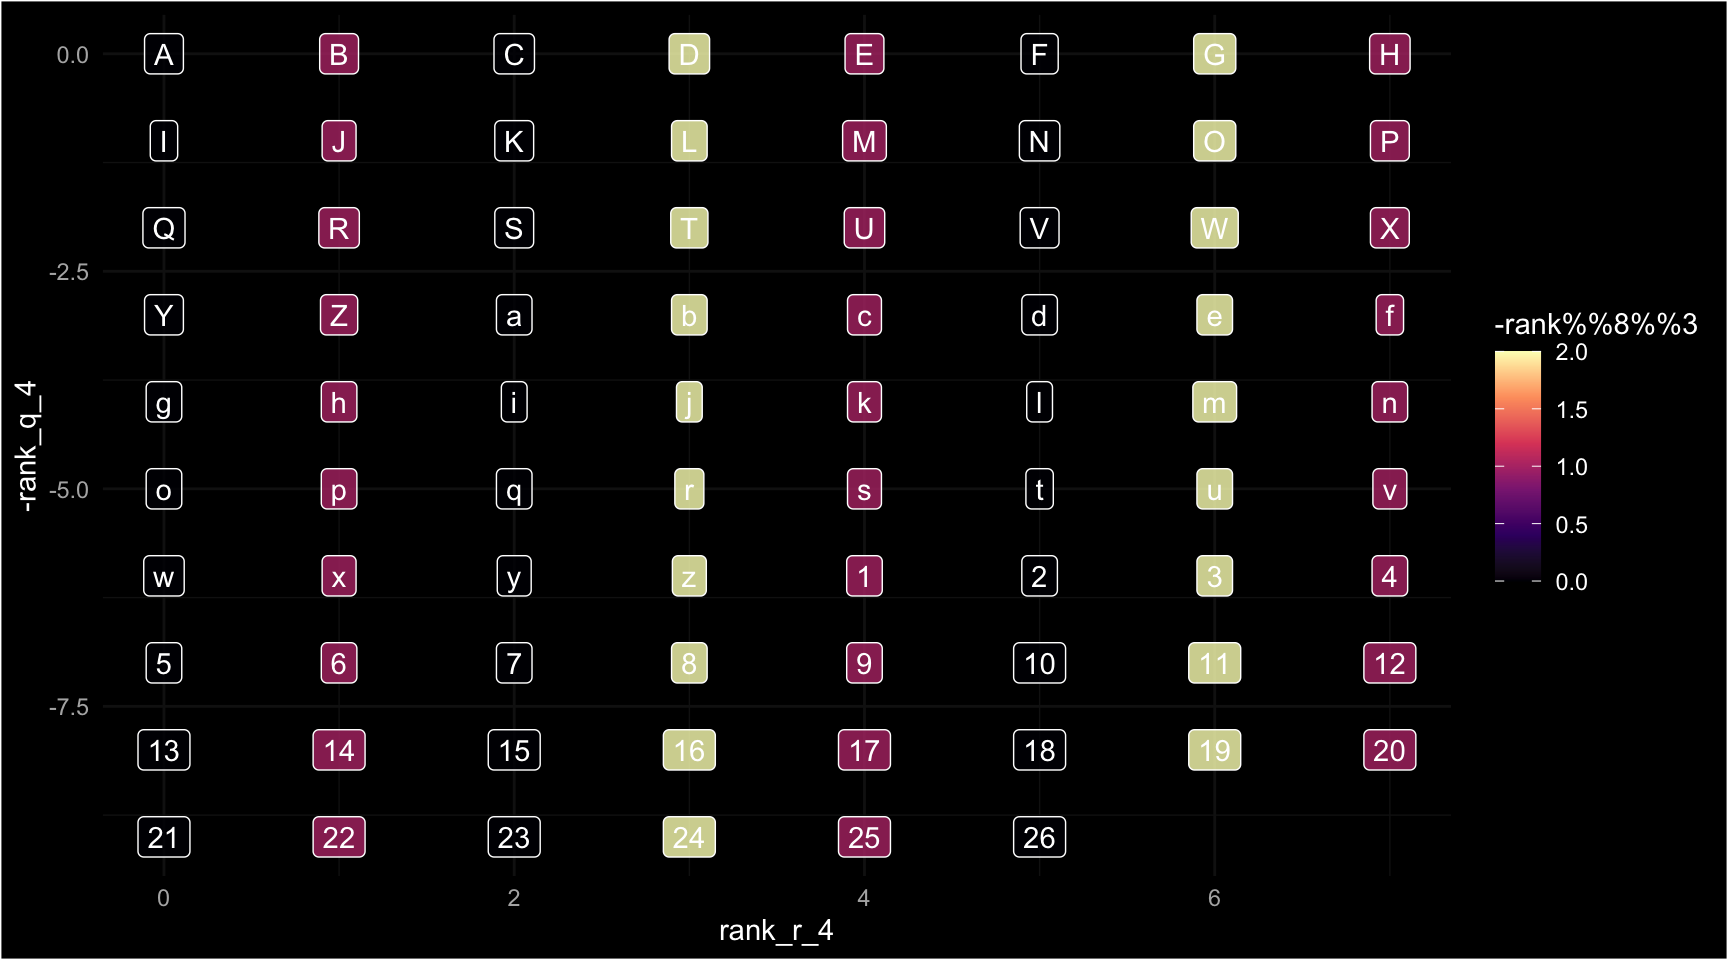 0.0 A B C D E F G H
I J K L M N O P
Q R S T U V W X
-2.5
Y Z a b c d e f
-rank%%8%%3
2.0
1.5
1.0
0.5
0.0
g h i j k l m n
-rank_q_4
-5.0 o p q r s t u v
w x y z 1 2 3 4
5 6 7 8 9 10 11 12
-7.5
13 14 15 16 17 18 19 20
21 22 23 24 25 26
0 2 4 6
rank_r_4